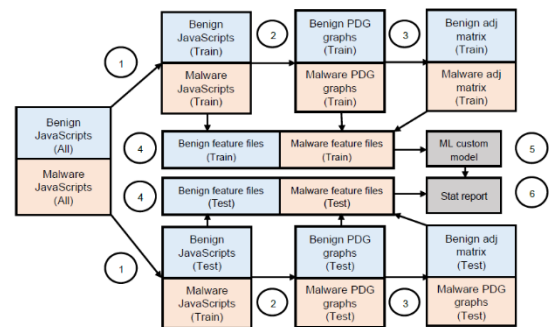 Benign
JavaScripts
(Train)
2
Benign PDG
graphs
(Train)
3
Benign adj
matrix
(Train)
1
Malware
JavaScripts
(Train)
Malware PDG
graphs
(Train)
Malware adj
matrix
(Train)
Benign
JavaScripts
(All)
Malware
JavaScripts
(All)
4
Benign feature files
(Train)
Malware feature files
(Train)
ML custom
model
5
4
Benign feature files
(Test)
Malware feature files
(Test)
Stat report
6
1
Benign
JavaScripts
(Test)
Benign PDG
graphs
(Test)
Benign adj
matrix
(Test)
Malware
JavaScripts
(Train)
2
Malware PDG
graphs
(Test)
3
Malware PDG
graphs
(Test)